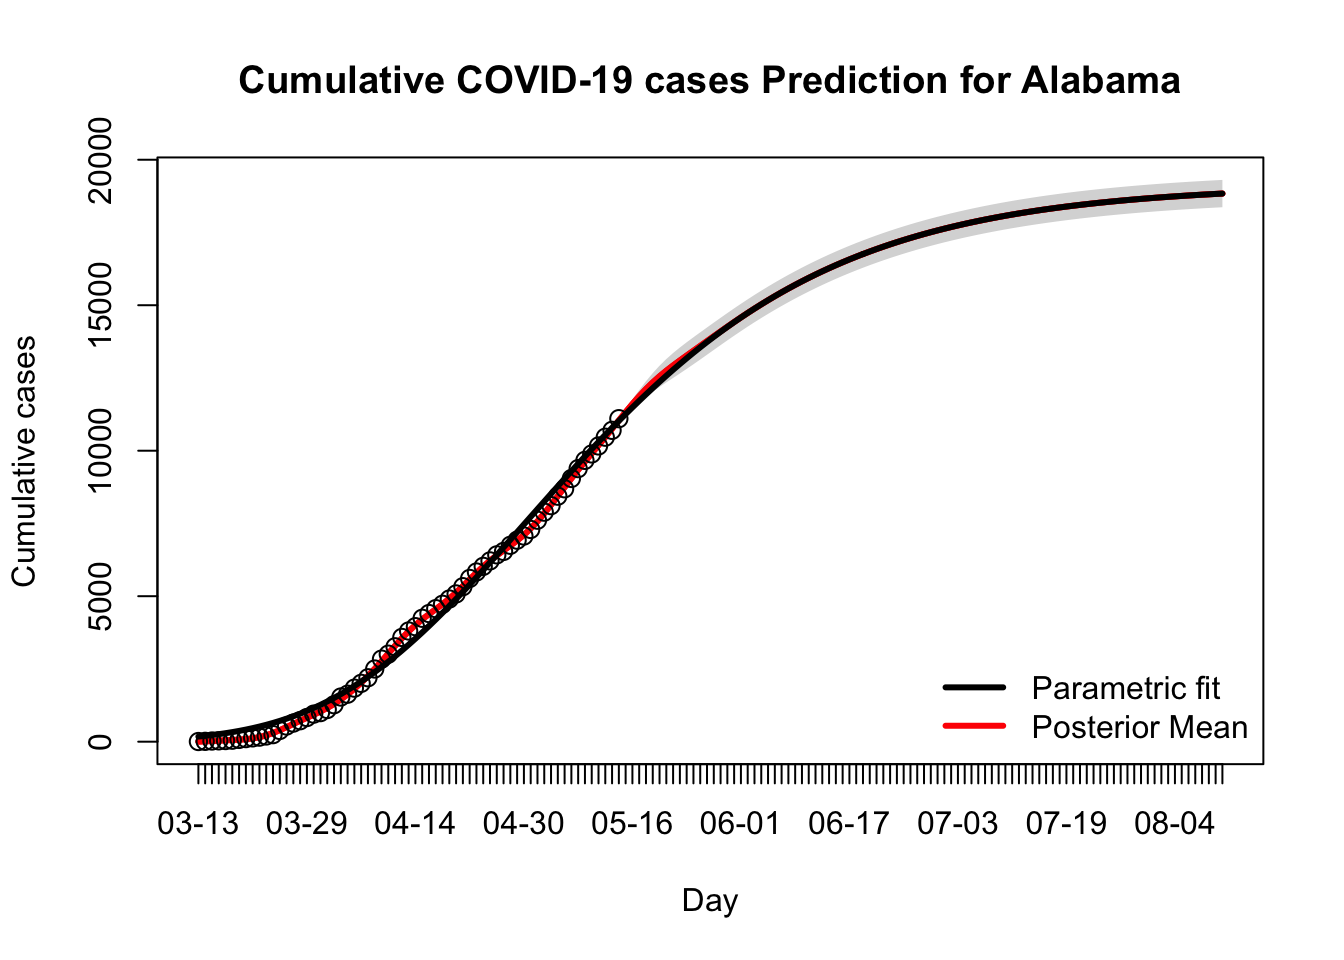 Cumulative COVID-19 cases Prediction for Alabama
Cumulative cases
20000
15000
10000
5000
0
Parametric fit
Posterior Mean
03-13 03-29 04-14 04-30 05-16 06-01 06-17 07-03 07-19 08-04
Day